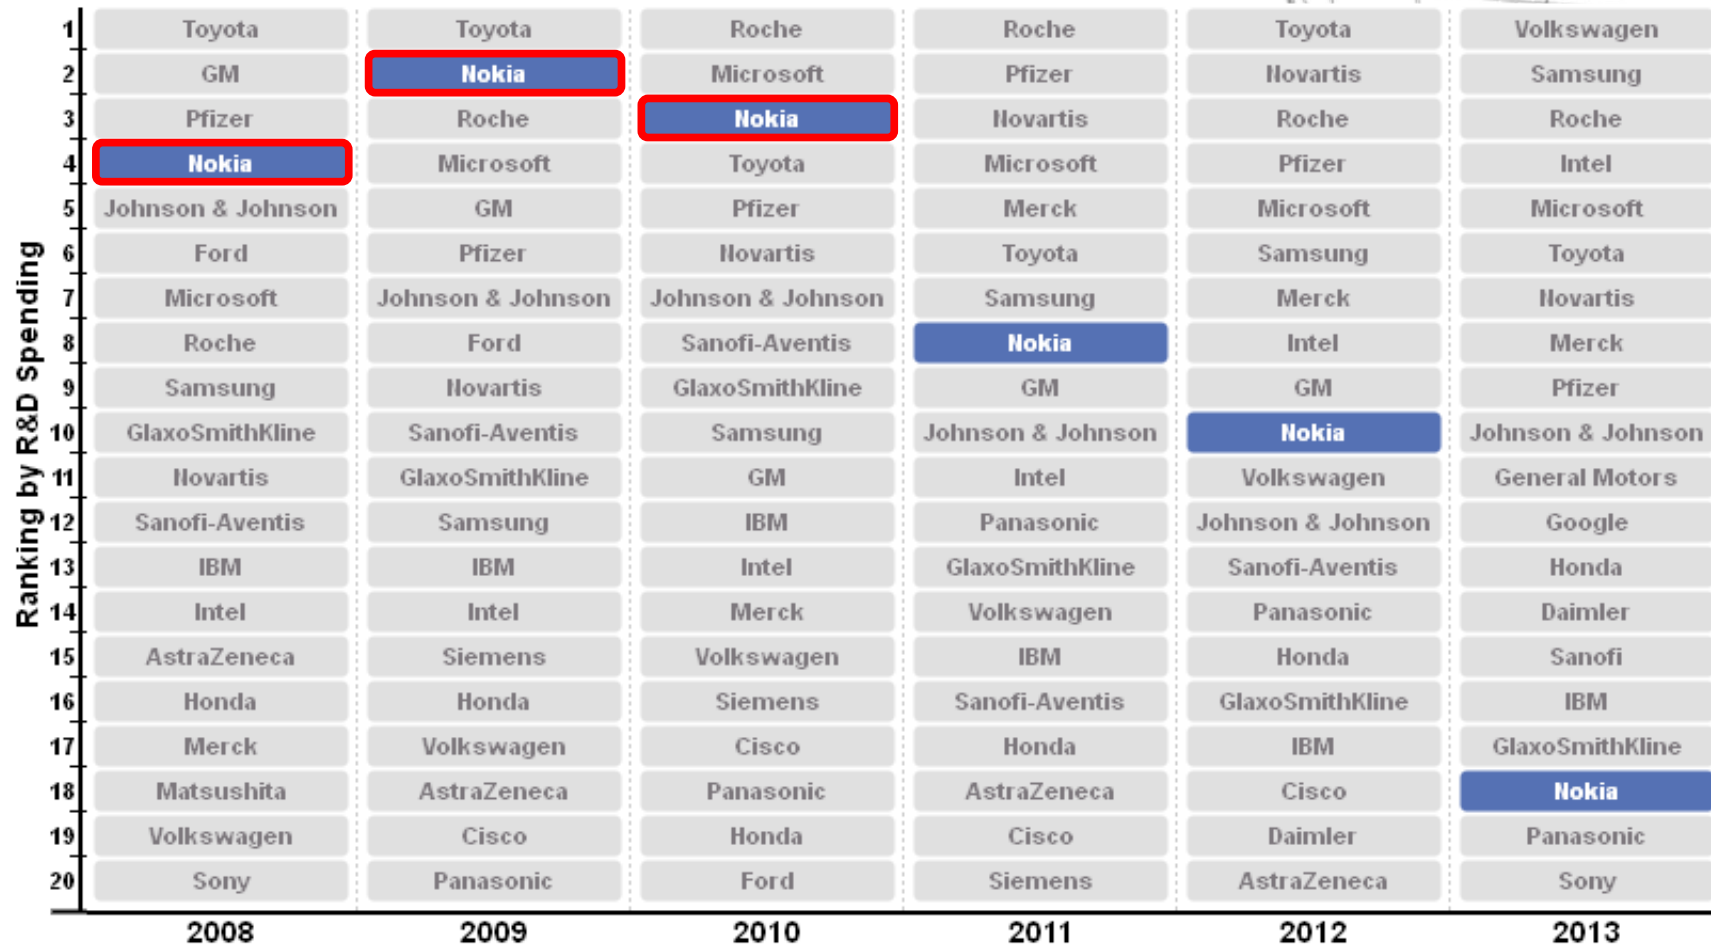 Ranking by R&D Spending
1 Toyota Toyota Roche Roche Toyota Volkswagen
2 GM Nokia Microsoft Pfizer Novartis Samsung
3 Pfizer Roche Nokia Novartis Roche Roche
4 Nokia Microsoft Toyota Microsoft Pfizer Intel
5 Johnson & Johnson GM Pfizer Merck Microsoft Microsoft
6 Ford Pfizer Novartis Toyota Samsung Toyota
7 Microsoft Johnson & Johnson Johnson & Johnson Samsung Merck Novartis
8 Roche Ford Sanofi-Aventis Nokia Intel Merck
9 Samsung Novartis GlaxoSmithKline GM GM Pfizer
10 GlaxoSmithKline Sanofi-Aventis Samsung Johnson & Johnson Nokia Johnson & Johnson
11 Novartis GlaxoSmithKline GM Intel Volkswagen General Motors
12 Sanofi-Aventis Samsung IBM Panasonic Johnson & Johnson Google
13 IBM IBM Intel GlaxoSmithKline Sanofi-Aventis Honda
14 Intel Intel Merck Volkswagen Panasonic Daimler
15 AstraZeneca Siemens Volkswagen IBM Honda Sanofi
16 Honda Honda Siemens Sanofi-Aventis GlaxoSmithKline IBM
17 Merck Volkswagen Cisco Honda IBM GlaxoSmithKline
18 Matsushita AstraZeneca Panasonic AstraZeneca Cisco Nokia
19 Volkswagen Cisco Honda Cisco Daimler Panasonic
20 Sony Panasonic Ford Siemens AstraZeneca Sony
2008 2009 2010 2011 2012 2013